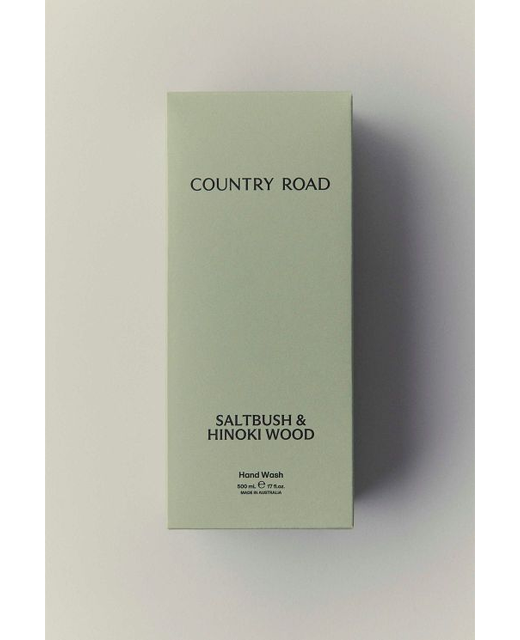 COUNTRY ROAD
SALTBUSH &
HINOKI WOOD
Hand Wash
500 mL ℮ 17 fl.oz.
MADE IN AUSTRALIA